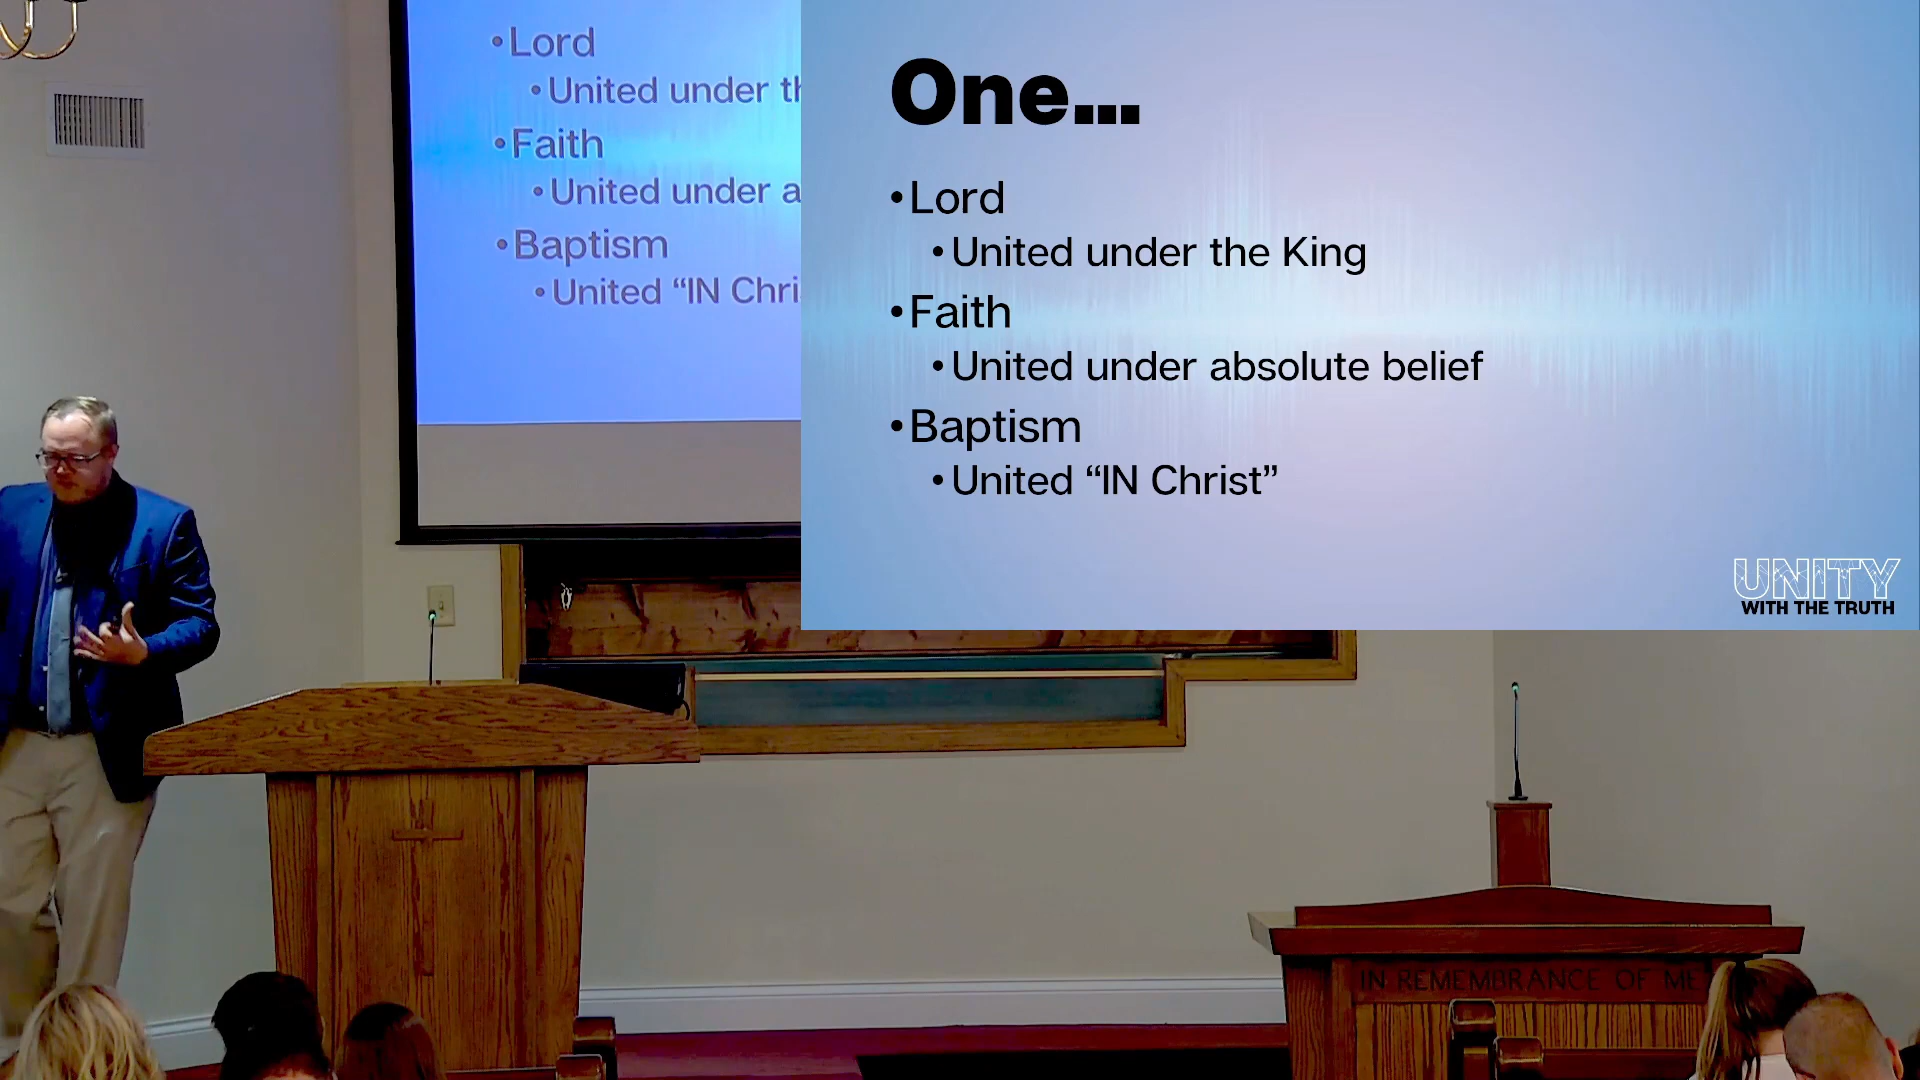 •Lord
•United under th
•Faith
•United under a
•Baptism
•United “IN Chri
One...
•Lord
•United under the King
•Faith
•United under absolute belief
•Baptism
•United “IN Christ”
UNITY
WITH THE TRUTH
IN REMEMBRANCE OF ME